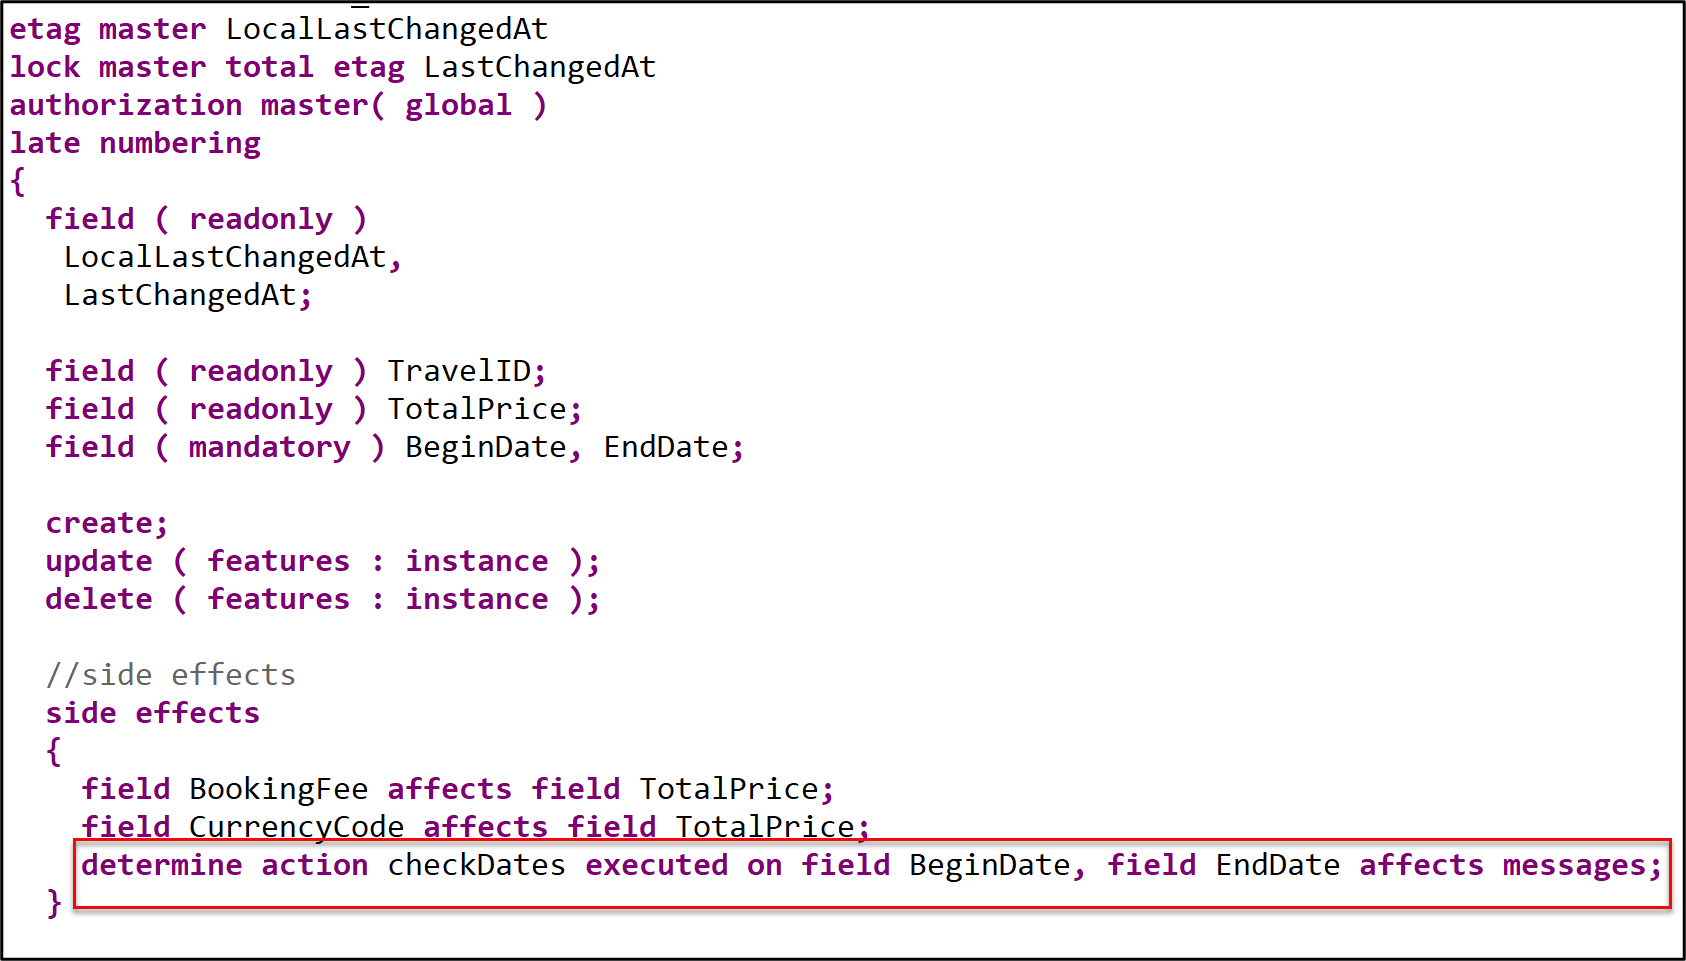 etag master LocalLastChangedAt
lock master total etag LastChangedAt
authorization master( global )
late numbering
{
  field ( readonly )
   LocalLastChangedAt,
   LastChangedAt;

  field ( readonly ) TravelID;
  field ( readonly ) TotalPrice;
  field ( mandatory ) BeginDate, EndDate;

  create;
  update ( features : instance );
  delete ( features : instance );

  //side effects
  side effects
  {
    field BookingFee affects field TotalPrice;
    field CurrencyCode affects field TotalPrice;
    determine action checkDates executed on field BeginDate, field EndDate affects messages;
  }